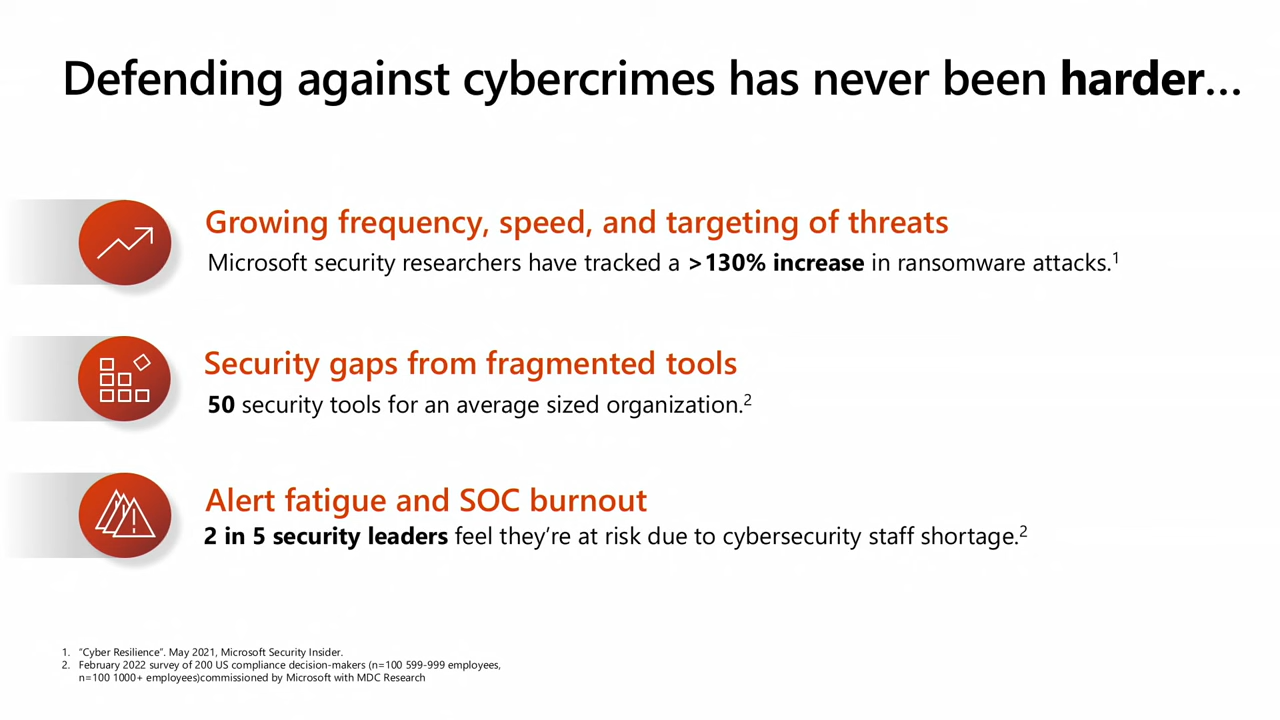 Defending against cybercrimes has never been harder...
Growing frequency, speed, and targeting of threats
Microsoft security researchers have tracked a >130% increase in ransomware attacks.1
Security gaps from fragmented tools
50 security tools for an average sized organization.2
Alert fatigue and SOC burnout
2 in 5 security leaders feel they’re at risk due to cybersecurity staff shortage.2
1. “Cyber Resilience”. May 2021, Microsoft Security Insider.
2. February 2022 survey of 200 US compliance decision-makers (n=100 599-999 employees,
n=100 1000+ employees)commissioned by Microsoft with MDC Research